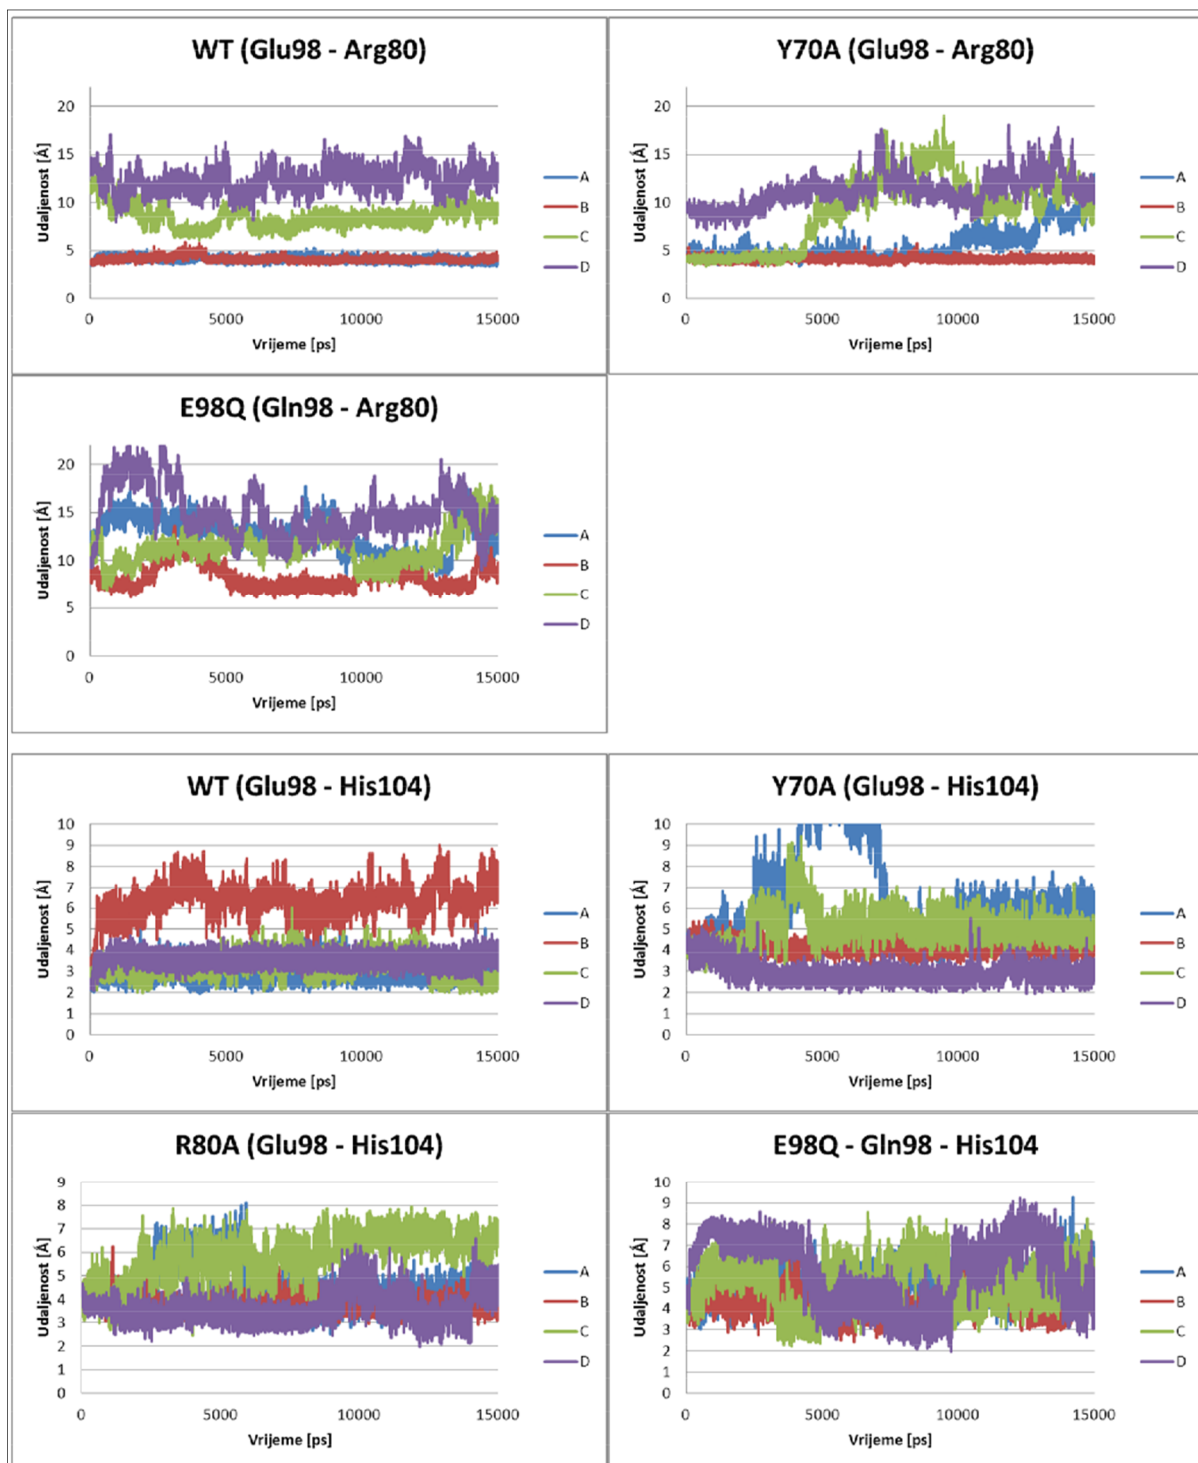 WT (Glu98 - Arg80)
Udaljenost [Å]
20
15
10
5
0
0 5000 10000 15000
Vrijeme [ps]
A
B
C
D
Y70A (Glu98 - Arg80)
Udaljenost [Å]
20
15
10
5
0
0 5000 10000 15000
Vrijeme [ps]
A
B
C
D
E98Q (Gln98 - Arg80)
Udaljenost [Å]
20
15
10
5
0
0 5000 10000 15000
Vrijeme [ps]
A
B
C
D
WT (Glu98 - His104)
Udaljenost [Å]
10
9
8
7
6
5
4
3
2
1
0
0 5000 10000 15000
Vrijeme [ps]
A
B
C
D
Y70A (Glu98 - His104)
Udaljenost [Å]
10
9
8
7
6
5
4
3
2
1
0
0 5000 10000 15000
Vrijeme [ps]
A
B
C
D
R80A (Glu98 - His104)
Udaljenost [Å]
9
8
7
6
5
4
3
2
1
0
0 5000 10000 15000
Vrijeme [ps]
A
B
C
D
E98Q - Gln98 - His104
Udaljenost [Å]
10
9
8
7
6
5
4
3
2
1
0
0 5000 10000 15000
Vrijeme [ps]
A
B
C
D